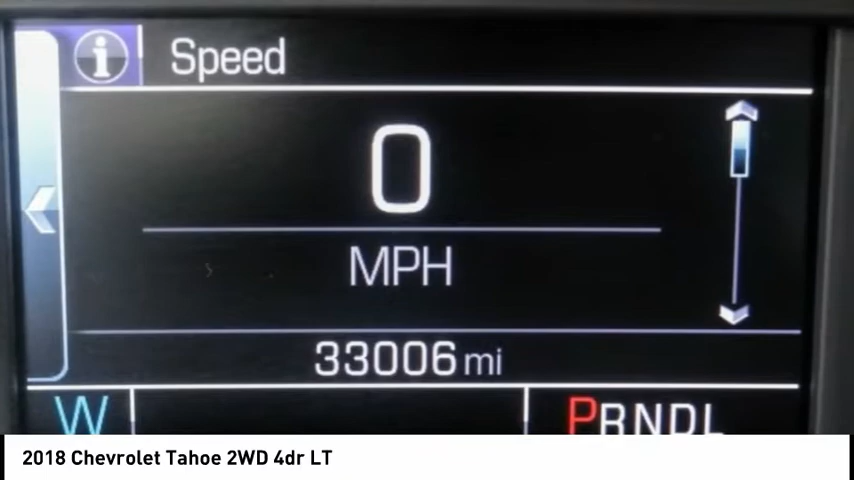 Speed
0
MPH
33006 mi
W
PRNDL
2018 Chevrolet Tahoe 2WD 4dr LT